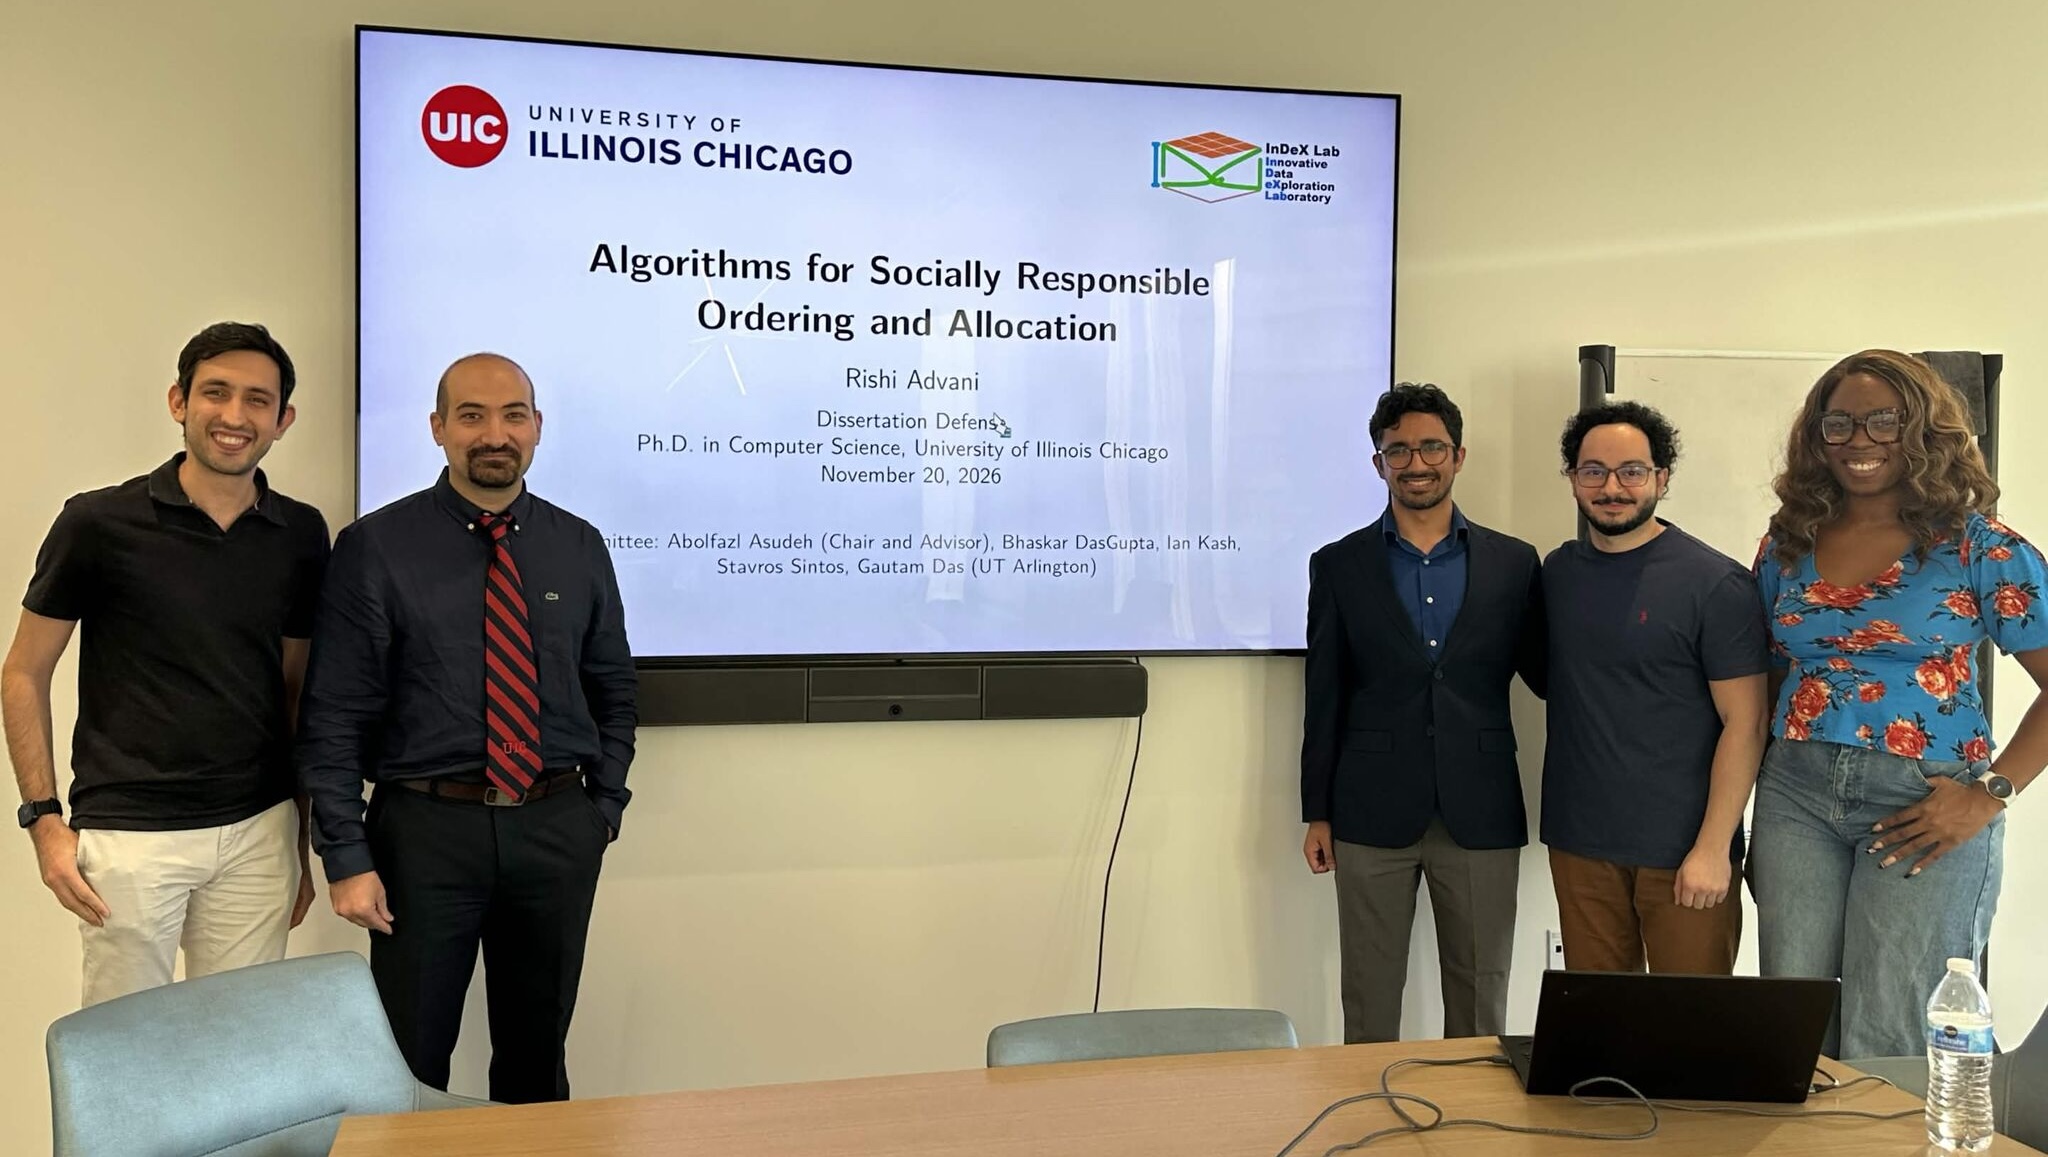 UIC
UNIVERSITY OF
ILLINOIS CHICAGO
InDeX Lab
Innovative
Data
eXploration
Laboratory
Algorithms for Socially Responsible
Ordering and Allocation
Rishi Advani
Dissertation Defens
Ph.D. in Computer Science, University of Illinois Chicago
November 20, 2026
mittee: Abolfazl Asudeh (Chair and Advisor), Bhaskar DasGupta, Ian Kash,
Stavros Sintos, Gautam Das (UT Arlington)
UIC